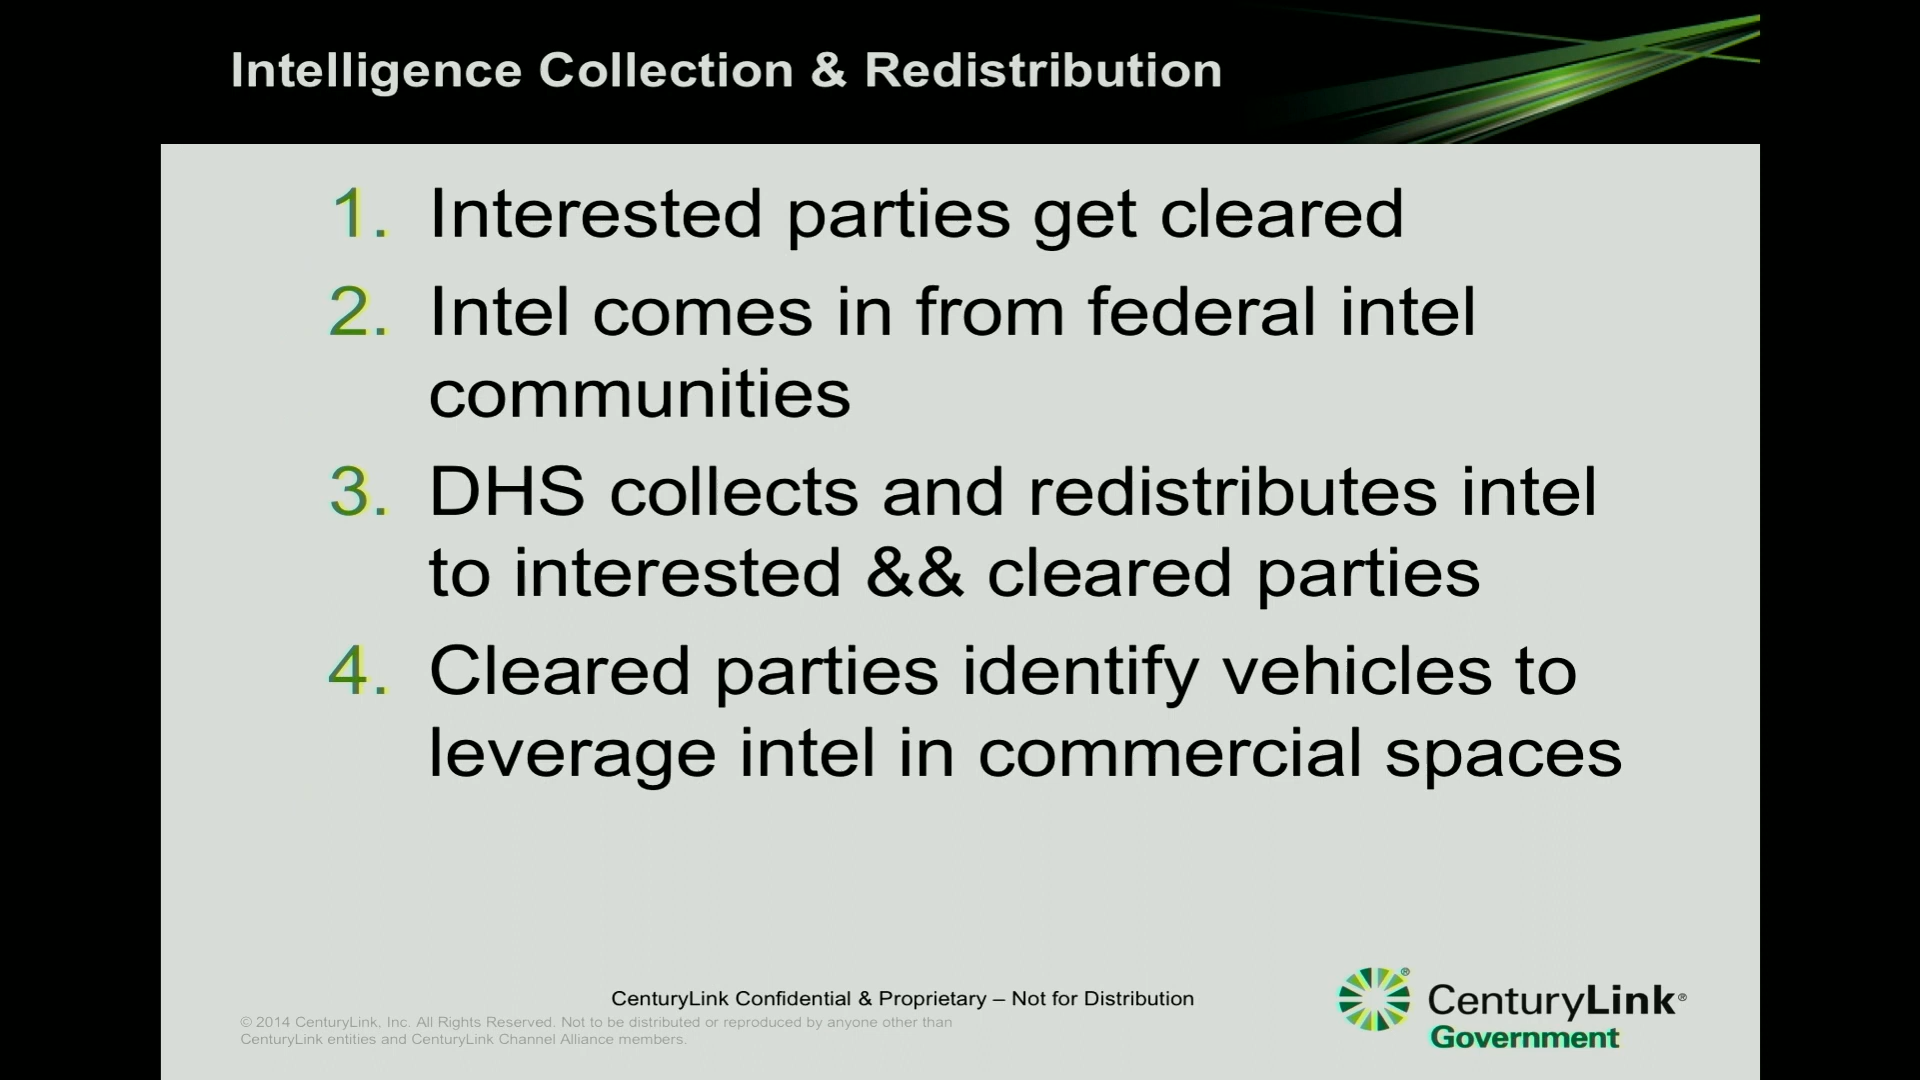 Intelligence Collection & Redistribution
1. Interested parties get cleared
2. Intel comes in from federal intel
communities
3. DHS collects and redistributes intel
to interested && cleared parties
4. Cleared parties identify vehicles to
leverage intel in commercial spaces
CenturyLink Confidential & Proprietary – Not for Distribution
© 2014 CenturyLink, Inc. All Rights Reserved. Not to be distributed or reproduced by anyone other than
CenturyLink entities and CenturyLink Channel Alliance members.
®
CenturyLink®
Government